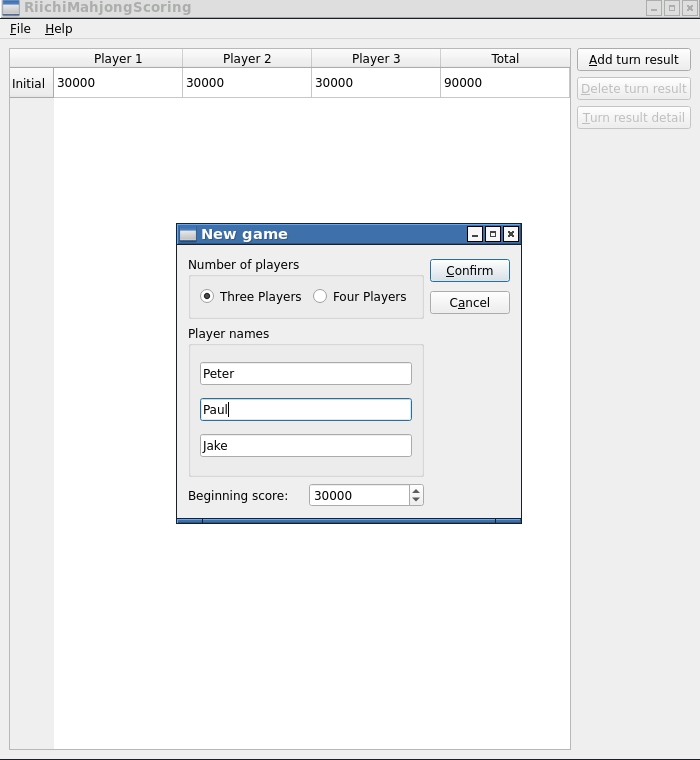 RiichiMahjongScoring
File Help
Player 1 Player 2 Player 3 Total
Initial 30000 30000 30000 90000
Add turn result
Delete turn result
Turn result detail
New game
Number of players
Three Players Four Players
Confirm
Cancel
Player names
Peter
Paul
Jake
Beginning score: 30000